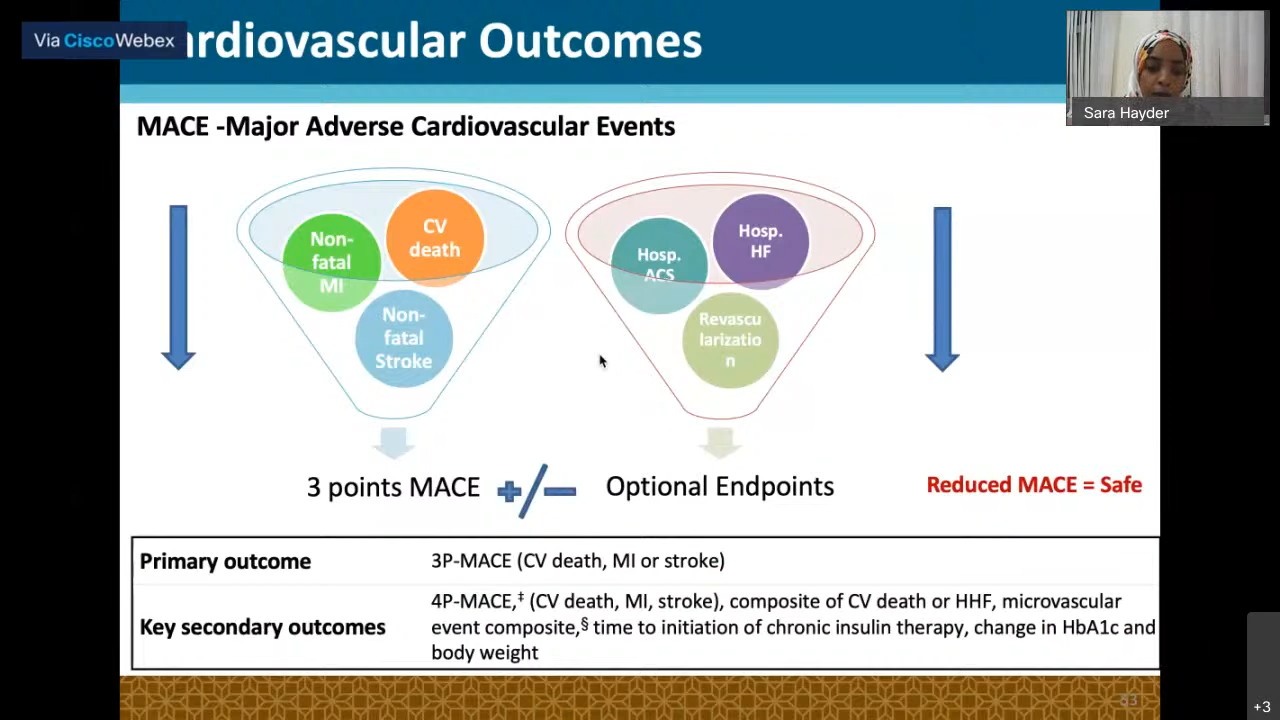 Via CiscoWebex
rdiovascular Outcomes
Sara Hayder
MACE -Major Adverse Cardiovascular Events
Non-
fatal
MI
CV
death
Non-
fatal
Stroke
Hosp.
ACS
Hosp.
HF
Revascu
larizatio
n
3 points MACE +/− Optional Endpoints
Reduced MACE = Safe
Primary outcome
3P-MACE (CV death, MI or stroke)
Key secondary outcomes
4P-MACE,‡ (CV death, MI, stroke), composite of CV death or HHF, microvascular
event composite,§ time to initiation of chronic insulin therapy, change in HbA1c and
body weight
53
+3